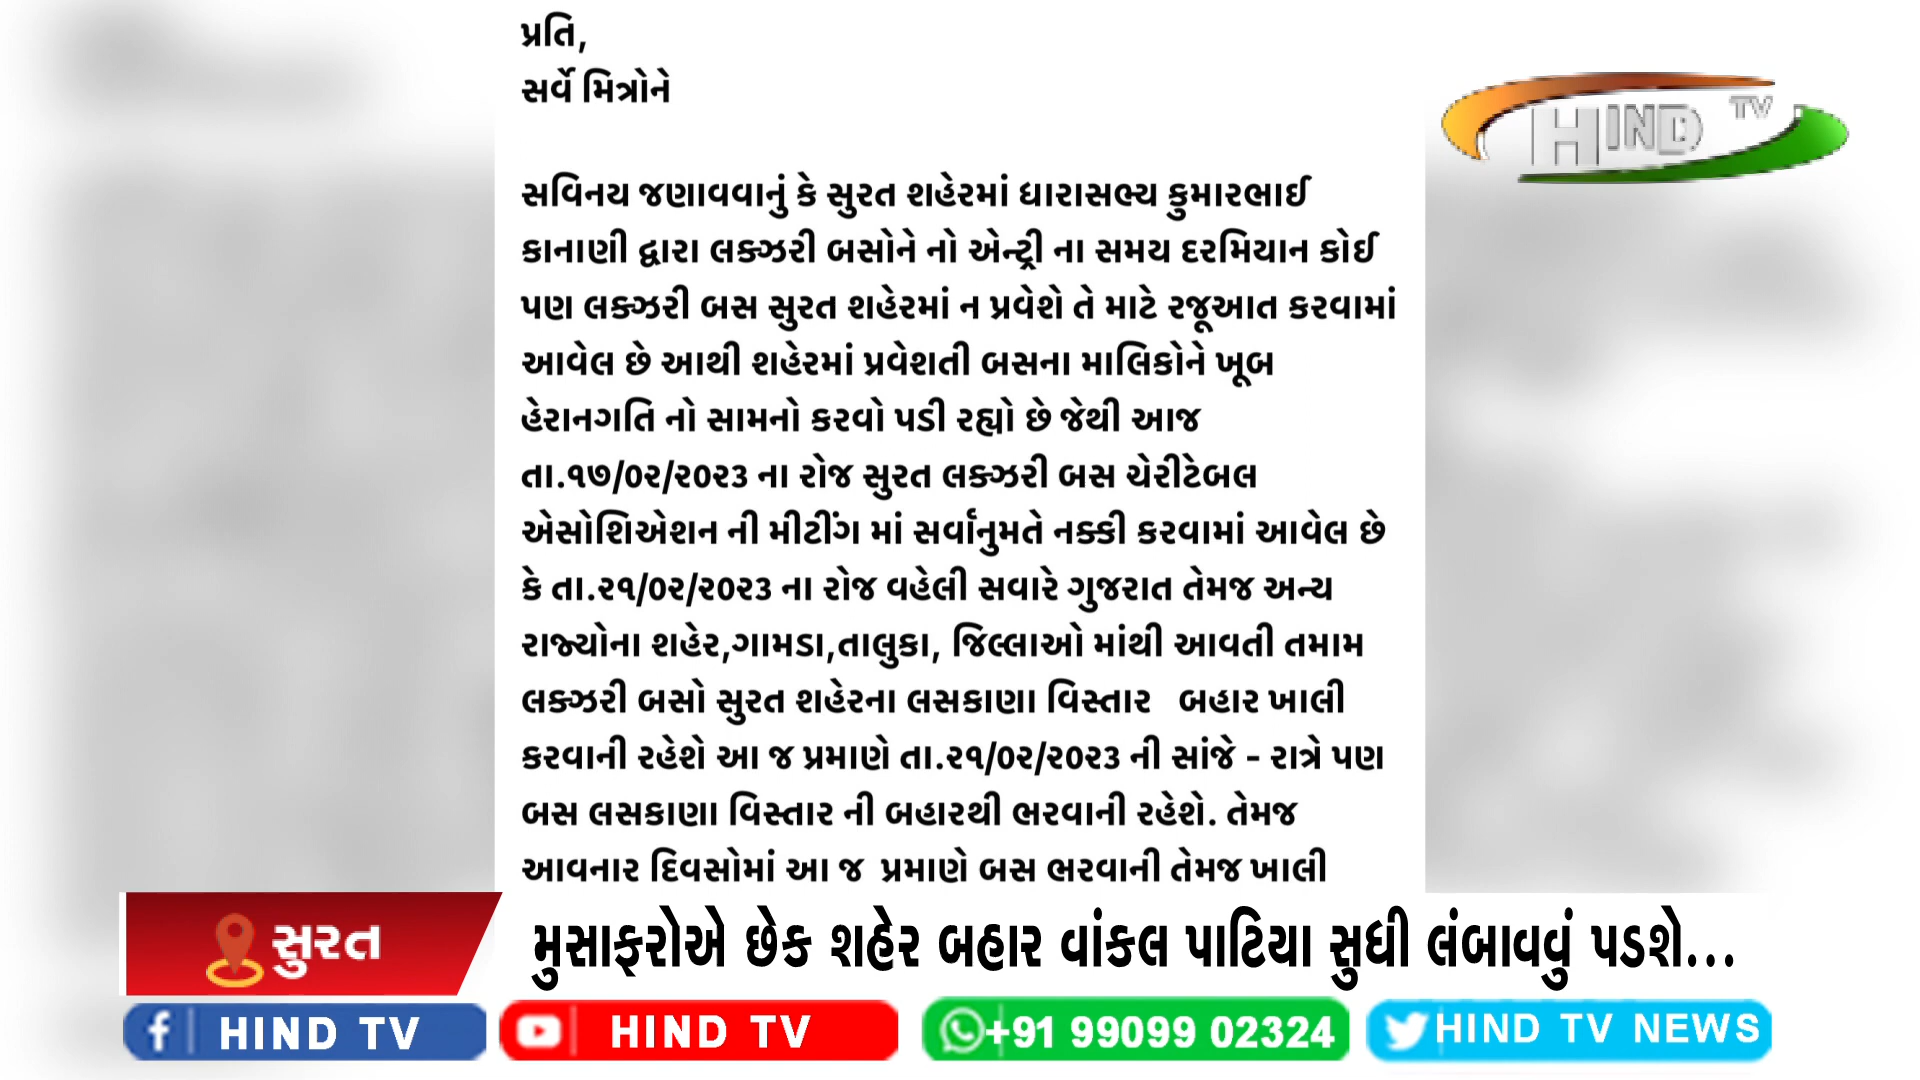 પ્રતિ,
સર્વે મિત્રોને
HIND TV
સવિનય જણાવવાનું કે સુરત શહેરમાં ધારાસભ્ય કુમારભાઈ
કાનાણી દ્વારા લક્ઝરી બસોને નો એન્ટ્રી ના સમય દરમિયાન કોઈ
પણ લક્ઝરી બસ સુરત શહેરમાં ન પ્રવેશે તે માટે રજૂઆત કરવામાં
આવેલ છે આથી શહેરમાં પ્રવેશતી બસના માલિકોને ખૂબ
હેરાનગતિ નો સામનો કરવો પડી રહ્યો છે જેથી આજ
તા.૧૭/૦૨/૨૦૨૩ ના રોજ સુરત લક્ઝરી બસ ચેરીટેબલ
એસોશિએશન ની મીટીંગ માં સર્વાંનુમતે નક્કી કરવામાં આવેલ છે
કે તા.૨૧/૦૨/૨૦૨૩ ના રોજ વહેલી સવારે ગુજરાત તેમજ અન્ય
રાજ્યોના શહેર,ગામડા,તાલુકા, જિલ્લાઓ માંથી આવતી તમામ
લક્ઝરી બસો સુરત શહેરના લસકાણા વિસ્તાર બહાર ખાલી
કરવાની રહેશે આ જ પ્રમાણે તા.૨૧/૦૨/૨૦૨૩ ની સાંજે - રાત્રે પણ
બસ લસકાણા વિસ્તાર ની બહારથી ભરવાની રહેશે. તેમજ
આવનાર દિવસોમાં આ જ પ્રમાણે બસ ભરવાની તેમજ ખાલી
સુરત
મુસાફરોએ છેક શહેર બહાર વાંકલ પાટિયા સુધી લંબાવવું પડશે...
HIND TV
HIND TV
+91 99099 02324
HIND TV NEWS